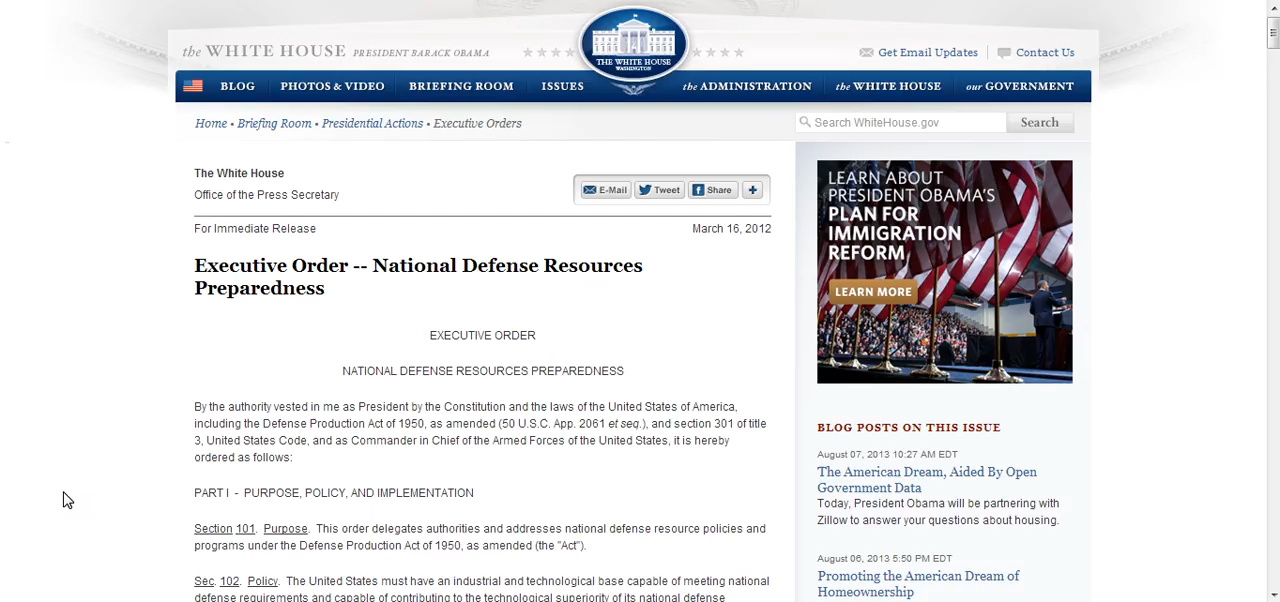 the WHITE HOUSE PRESIDENT BARACK OBAMA
THE WHITE HOUSE
WASHINGTON
Get Email Updates
Contact Us
BLOG PHOTOS & VIDEO BRIEFING ROOM ISSUES the ADMINISTRATION the WHITE HOUSE our GOVERNMENT
Home • Briefing Room • Presidential Actions • Executive Orders
Search WhiteHouse.gov
Search
The White House
Office of the Press Secretary
E-Mail Tweet Share
For Immediate Release
March 16, 2012
Executive Order -- National Defense Resources
Preparedness
EXECUTIVE ORDER
NATIONAL DEFENSE RESOURCES PREPAREDNESS
By the authority vested in me as President by the Constitution and the laws of the United States of America,
including the Defense Production Act of 1950, as amended (50 U.S.C. App. 2061 et seq.), and section 301 of title
3, United States Code, and as Commander in Chief of the Armed Forces of the United States, it is hereby
ordered as follows:
PART I - PURPOSE, POLICY, AND IMPLEMENTATION
Section 101. Purpose. This order delegates authorities and addresses national defense resource policies and
programs under the Defense Production Act of 1950, as amended (the "Act").
Sec. 102. Policy. The United States must have an industrial and technological base capable of meeting national
defense requirements and capable of contributing to the technological superiority of its national defense
LEARN ABOUT
PRESIDENT OBAMA'S
PLAN FOR
IMMIGRATION
REFORM
LEARN MORE
BLOG POSTS ON THIS ISSUE
August 07, 2013 10:27 AM EDT
The American Dream, Aided By Open
Government Data
Today, President Obama will be partnering with
Zillow to answer your questions about housing.
August 06, 2013 5:50 PM EDT
Promoting the American Dream of
Homeownership